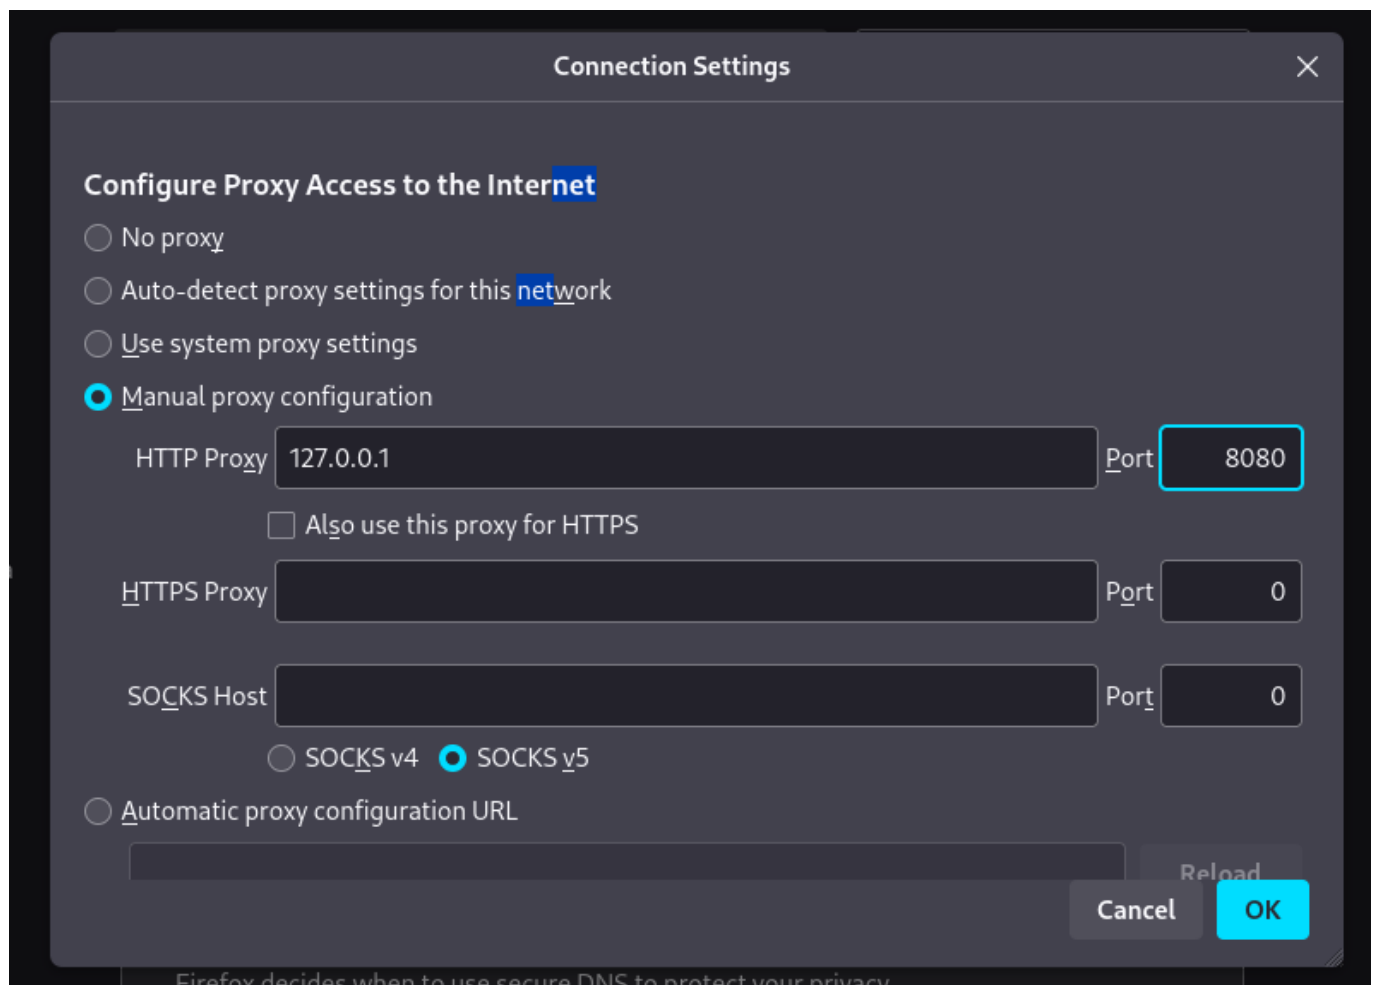 Connection Settings
Configure Proxy Access to the Internet
No proxy
Auto-detect proxy settings for this network
Use system proxy settings
Manual proxy configuration
HTTP Proxy 127.0.0.1 Port 8080
Also use this proxy for HTTPS
HTTPS Proxy Port 0
SOCKS Host Port 0
SOCKS v4 SOCKS v5
Automatic proxy configuration URL
Reload
Cancel OK
Firefox decides when to use secure DNS to protect your privacy